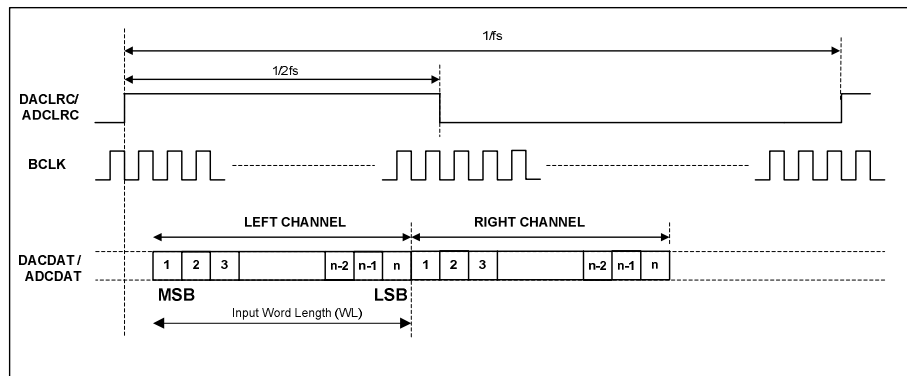 1/fs
1/2fs
DACLRC/
ADCLRC
BCLK
LEFT CHANNEL RIGHT CHANNEL
DACDAT /
ADCDAT
1 2 3 n-2 n-1 n 1 2 3 n-2 n-1 n
MSB LSB
Input Word Length (WL)